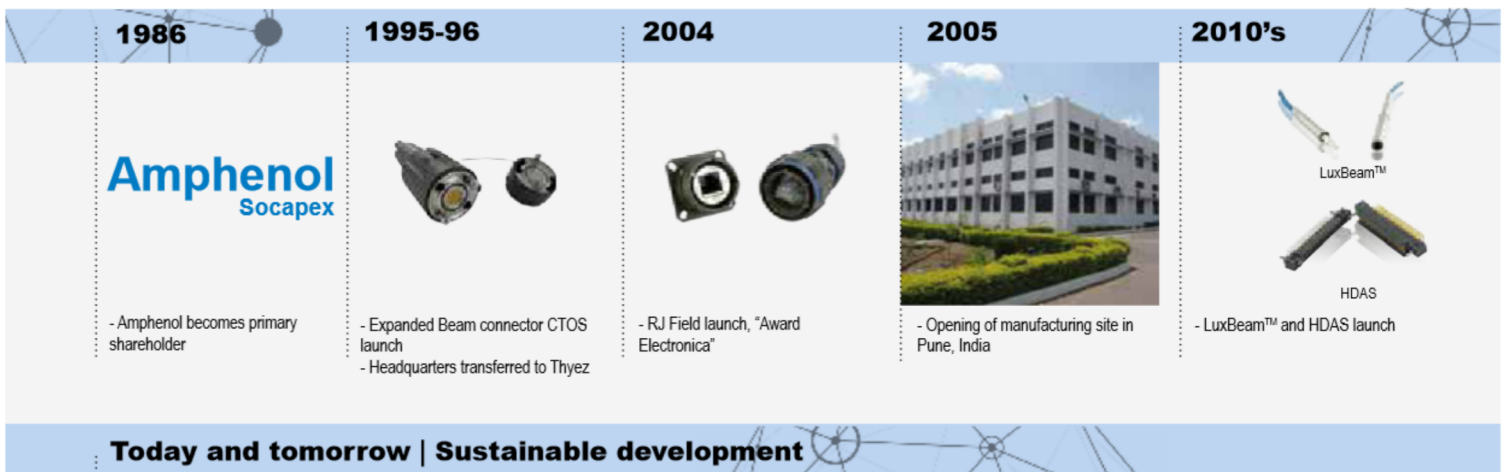 1986
Amphenol
Socapex
- Amphenol becomes primary
shareholder
1995-96
- Expanded Beam connector CTOS
launch
- Headquarters transferred to Thyez
2004
- RJ Field launch, “Award
Electronica”
2005
- Opening of manufacturing site in
Pune, India
2010’s
LuxBeam™
HDAS
- LuxBeam™ and HDAS launch
Today and tomorrow | Sustainable development